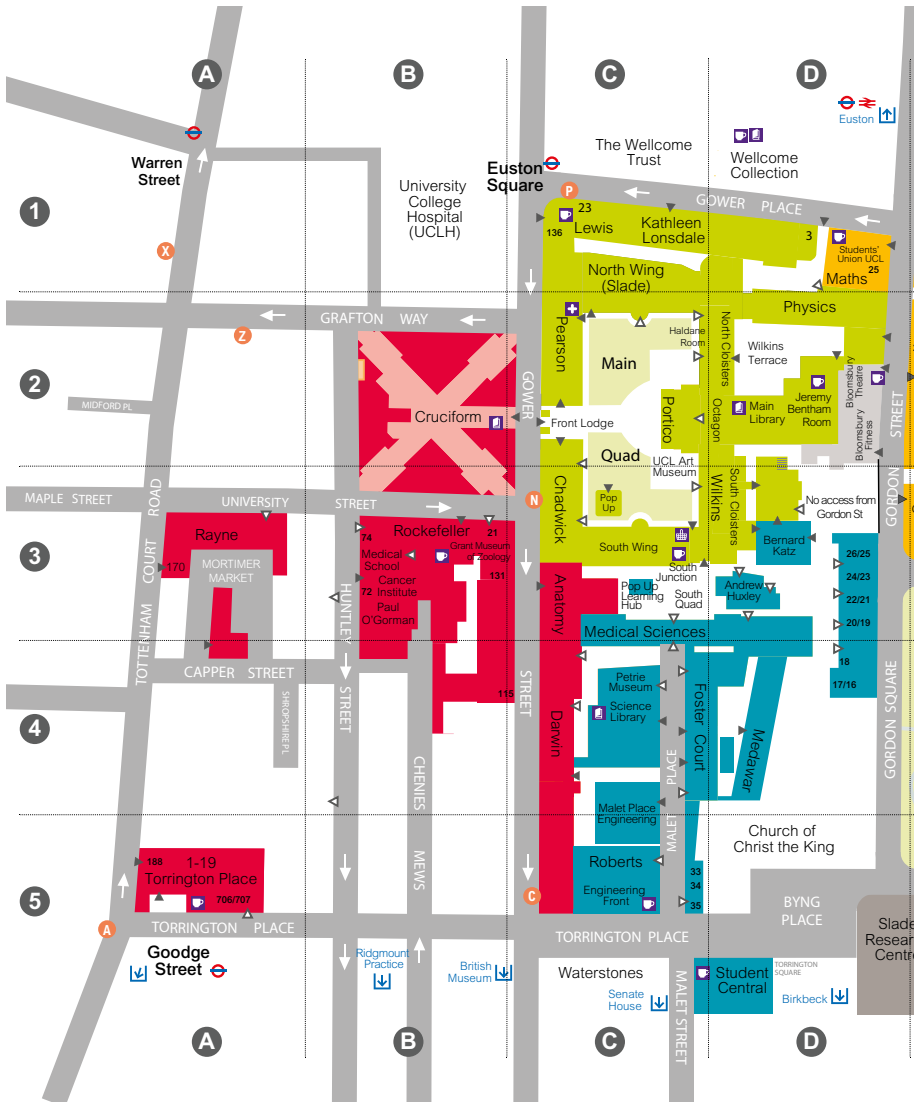 A
B
C
D
Euston
Warren
Street
Euston
Square
The Wellcome
Trust
Wellcome
Collection
1
University
College
Hospital
(UCLH)
P
GOWER PLACE
23
136
Lewis
Kathleen
Lonsdale
3
Students'
Union UCL
25
Maths
X
North Wing
(Slade)
Physics
GRAFTON WAY
Z
Pearson
Haldane
Room
North Cloisters
Wilkins
Terrace
Main
2
MIDFORD PL
Cruciform
GOWER
Front Lodge
Portico
Octagon
Main
Library
Jeremy
Bentham
Room
Bloomsbury
Theatre
Bloomsbury
Fitness
STREET
Quad
UCL Art
Museum
GORDON
MAPLE STREET
UNIVERSITY
STREET
N
Chadwick
Pop
Up
Wilkins
South Cloisters
No access from
Gordon St
ROAD
3
Rayne
74
Rockefeller
21
Grant Museum
of Zoology
Medical
School
131
72
Cancer
Institute
Paul
O'Gorman
South Wing
Bernard
Katz
26/25
MORTIMER
MARKET
170
COURT
HUNTLEY
Anatomy
South
Junction
Pop Up
Learning
Hub
South
Quad
Andrew
Huxley
24/23
22/21
20/19
Medical Sciences
18
17/16
TOTTENHAM
CAPPER STREET
SHROPSHIRE PL
STREET
115
STREET
Petrie
Museum
Science
Library
Foster Court
Medawar
GORDON SQUARE
4
Darwin
CHENIES
MEWS
PLACE
MALET
Malet Place
Engineering
Church of
Christ the King
5
188
1-19
Torrington Place
706/707
Roberts
Engineering
Front
33
34
35
C
BYNG
PLACE
A
TORRINGTON PLACE
TORRINGTON PLACE
Slade
Resear
Centr
Goodge
Street
Ridgmount
Practice
British
Museum
Waterstones
Senate
House
MALET STREET
Student
Central
TORRINGTON
SQUARE
Birkbeck
A
B
C
D